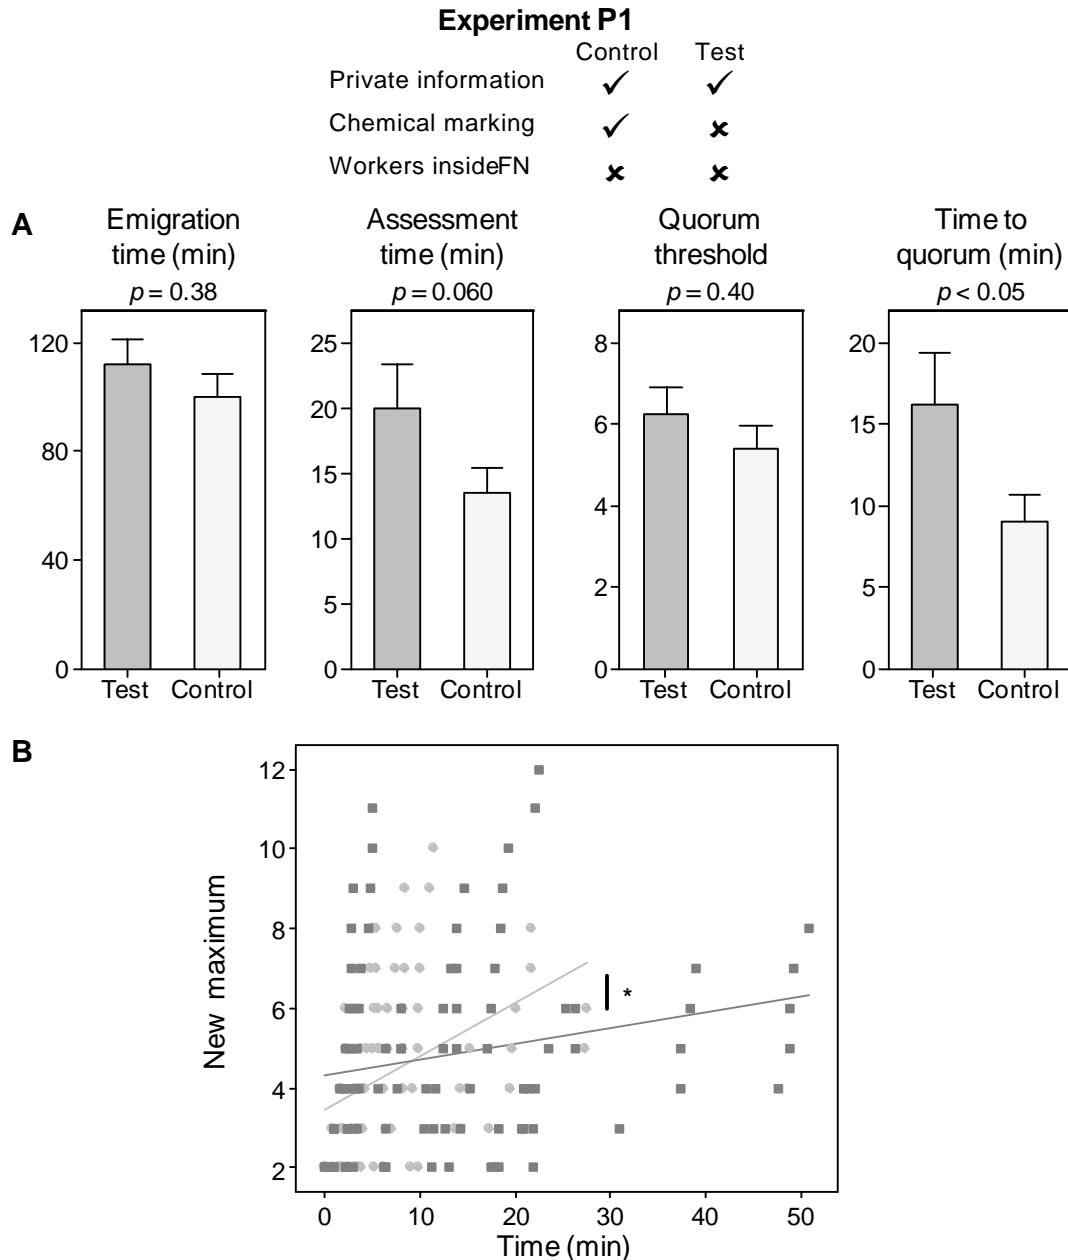 Experiment P1
Control Test
Private information ✓ ✓
Chemical marking ✓ ✘
Workers insideFN ✘ ✘
A
Emigration
time (min)
p = 0.38
120
80
40
0
Test Control
Assessment
time (min)
p = 0.060
25
20
15
10
5
0
Test Control
Quorum
threshold
p = 0.40
8
6
4
2
0
Test Control
Time to
quorum (min)
p < 0.05
20
15
10
5
0
Test Control
B
New maximum
12
10
8
6
4
2
*
0 10 20 30 40 50
Time (min)